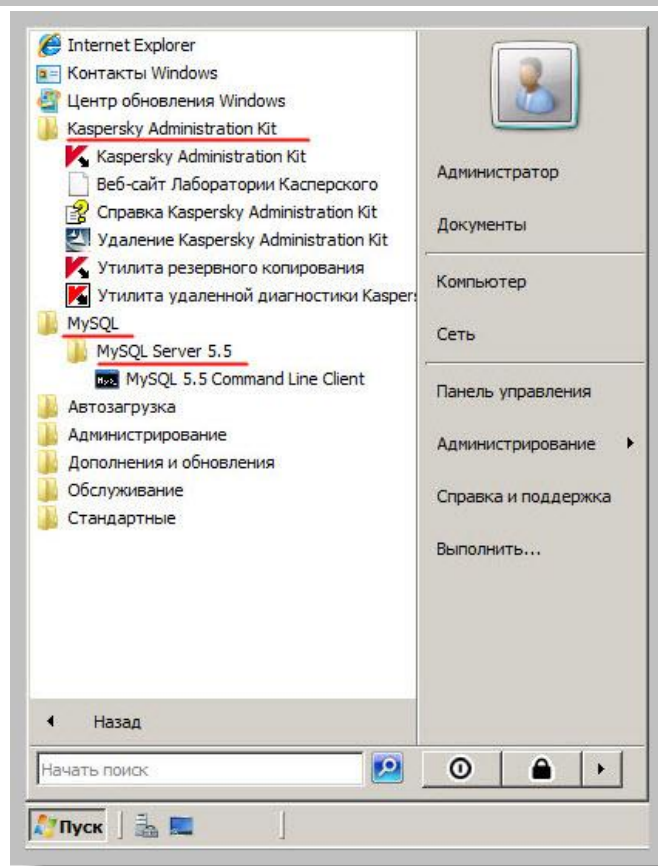 Internet Explorer
Контакты Windows
Центр обновления Windows
Kaspersky Administration Kit
Kaspersky Administration Kit
Веб-сайт Лаборатории Касперского
Справка Kaspersky Administration Kit
Удаление Kaspersky Administration Kit
Утилита резервного копирования
Утилита удаленной диагностики Kasper
MySQL
MySQL Server 5.5
MySQL 5.5 Command Line Client
Автозагрузка
Администрирование
Дополнения и обновления
Обслуживание
Стандартные
Назад
Начать поиск
Администратор
Документы
Компьютер
Сеть
Панель управления
Администрирование
Справка и поддержка
Выполнить...
Пуск